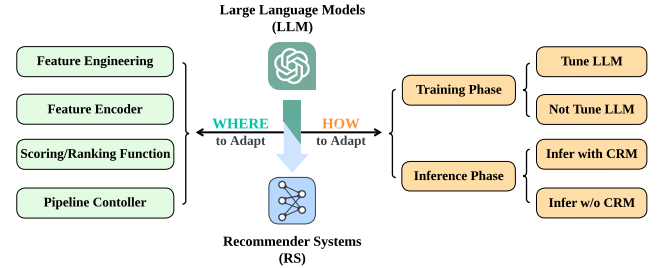 Large Language Models
(LLM)
Feature Engineering
Feature Encoder
Scoring/Ranking Function
Pipeline Contoller
WHERE
to Adapt
HOW
to Adapt
Training Phase
Inference Phase
Tune LLM
Not Tune LLM
Infer with CRM
Infer w/o CRM
Recommender Systems
(RS)